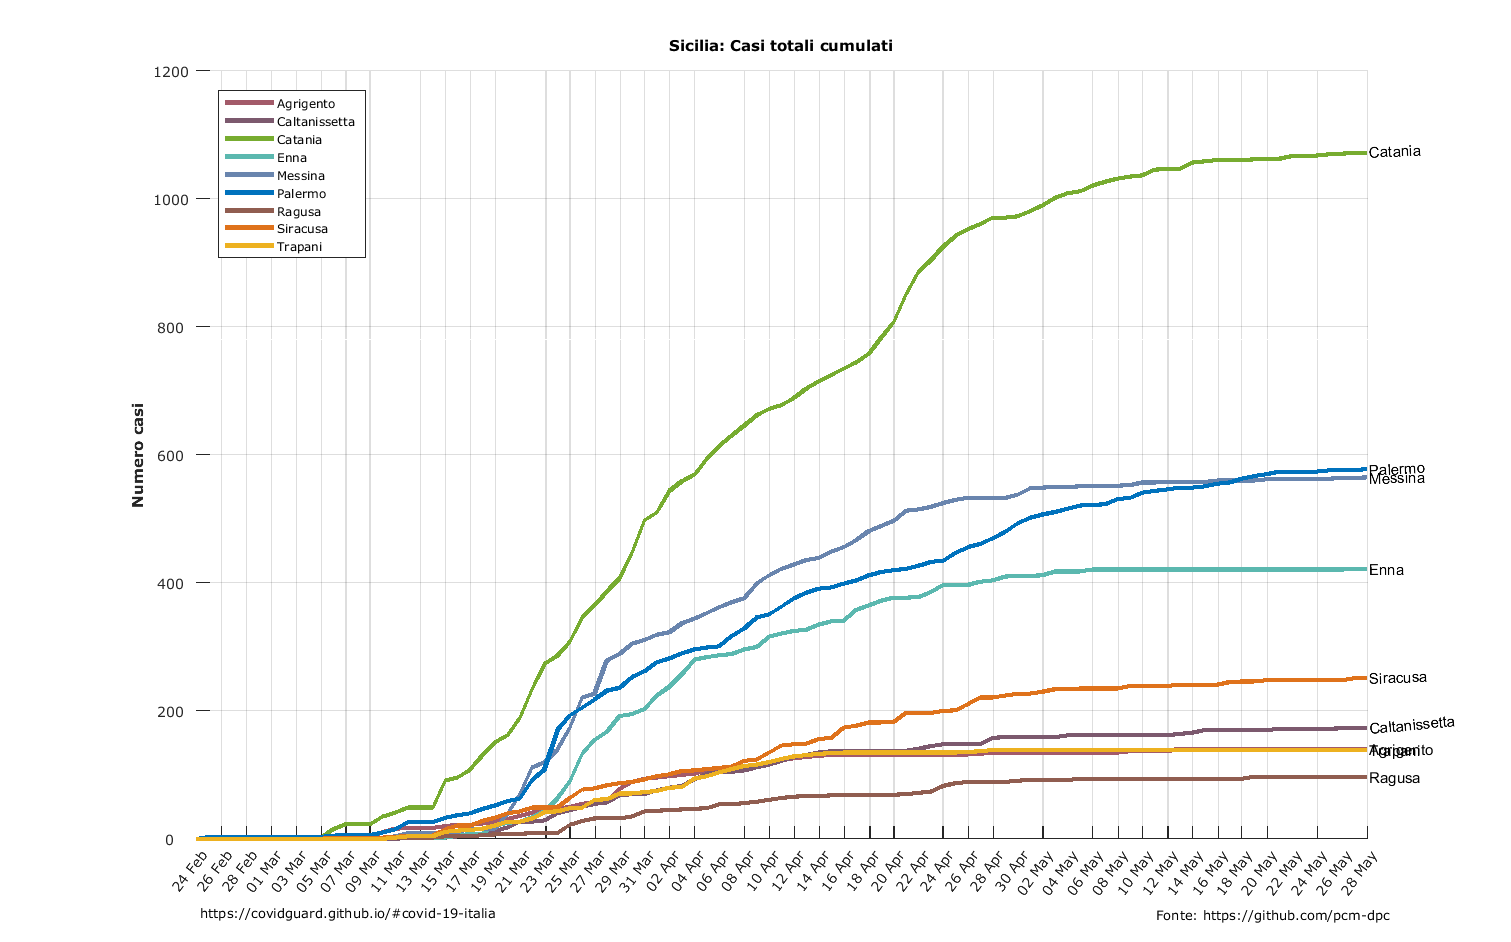 Sicilia: Casi totali cumulati
Numero casi
1200
1000
800
600
400
200
0
Agrigento
Caltanissetta
Catania
Enna
Messina
Palermo
Ragusa
Siracusa
Trapani
Catania
Palermo
Messina
Enna
Siracusa
Caltanissetta
Trapani
Agrigento
Ragusa
24 Feb
26 Feb
28 Feb
01 Mar
03 Mar
05 Mar
07 Mar
09 Mar
11 Mar
13 Mar
15 Mar
17 Mar
19 Mar
21 Mar
23 Mar
25 Mar
27 Mar
29 Mar
31 Mar
02 Apr
04 Apr
06 Apr
08 Apr
10 Apr
12 Apr
14 Apr
16 Apr
18 Apr
20 Apr
22 Apr
24 Apr
26 Apr
28 Apr
30 Apr
02 May
04 May
06 May
08 May
10 May
12 May
14 May
16 May
18 May
20 May
22 May
24 May
26 May
28 May
https://covidguard.github.io/#covid-19-italia
Fonte: https://github.com/pcm-dpc